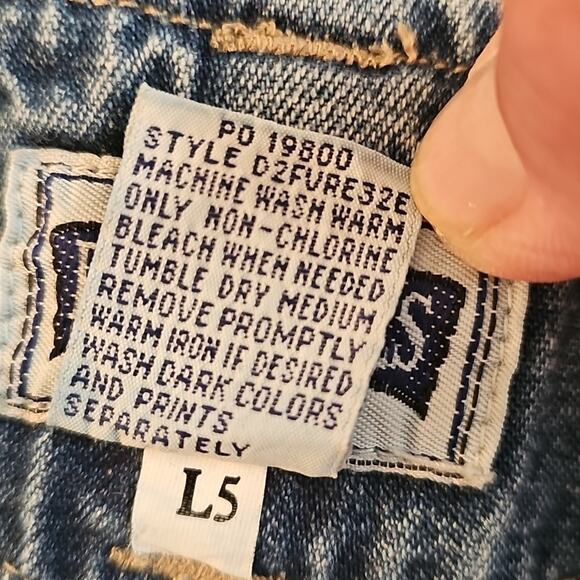 PO 19800
STYLE DZFURE32E
MACHINE WASH WARM
ONLY NON-CHLORINE
BLEACH WHEN NEEDED
TUMBLE DRY MEDIUM
REMOVE PROMPTLY
WARM IRON IF DESIRED
WASH DARK COLORS
AND PRINTS
SEPARATELY
L5